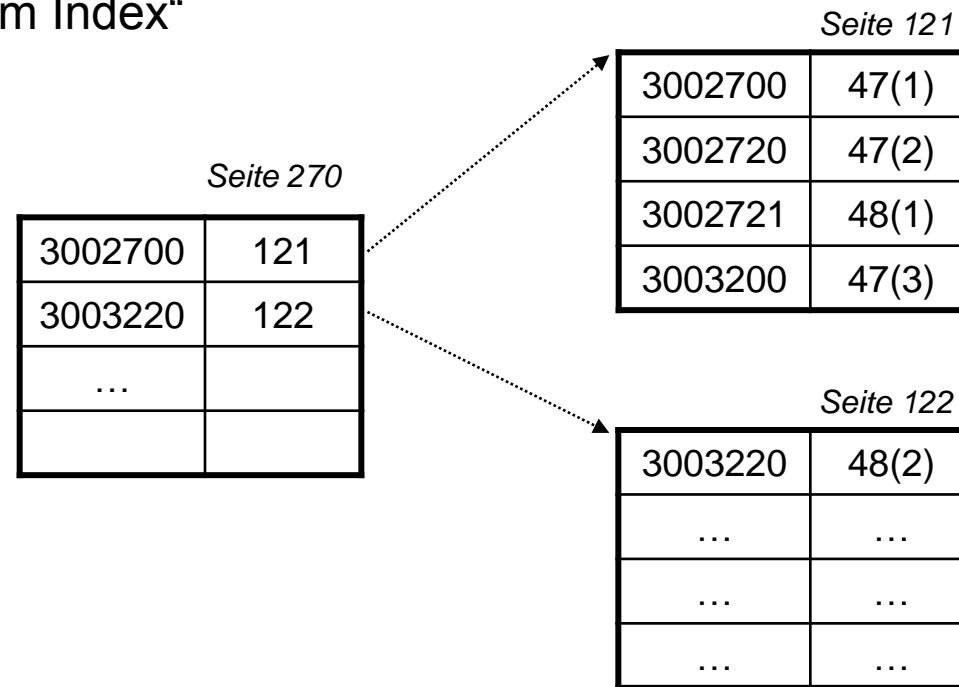 m Index“
Seite 270
3002700 121
3003220 122
…
Seite 121
3002700 47(1)
3002720 47(2)
3002721 48(1)
3003200 47(3)
Seite 122
3003220 48(2)
… …
… …
… …